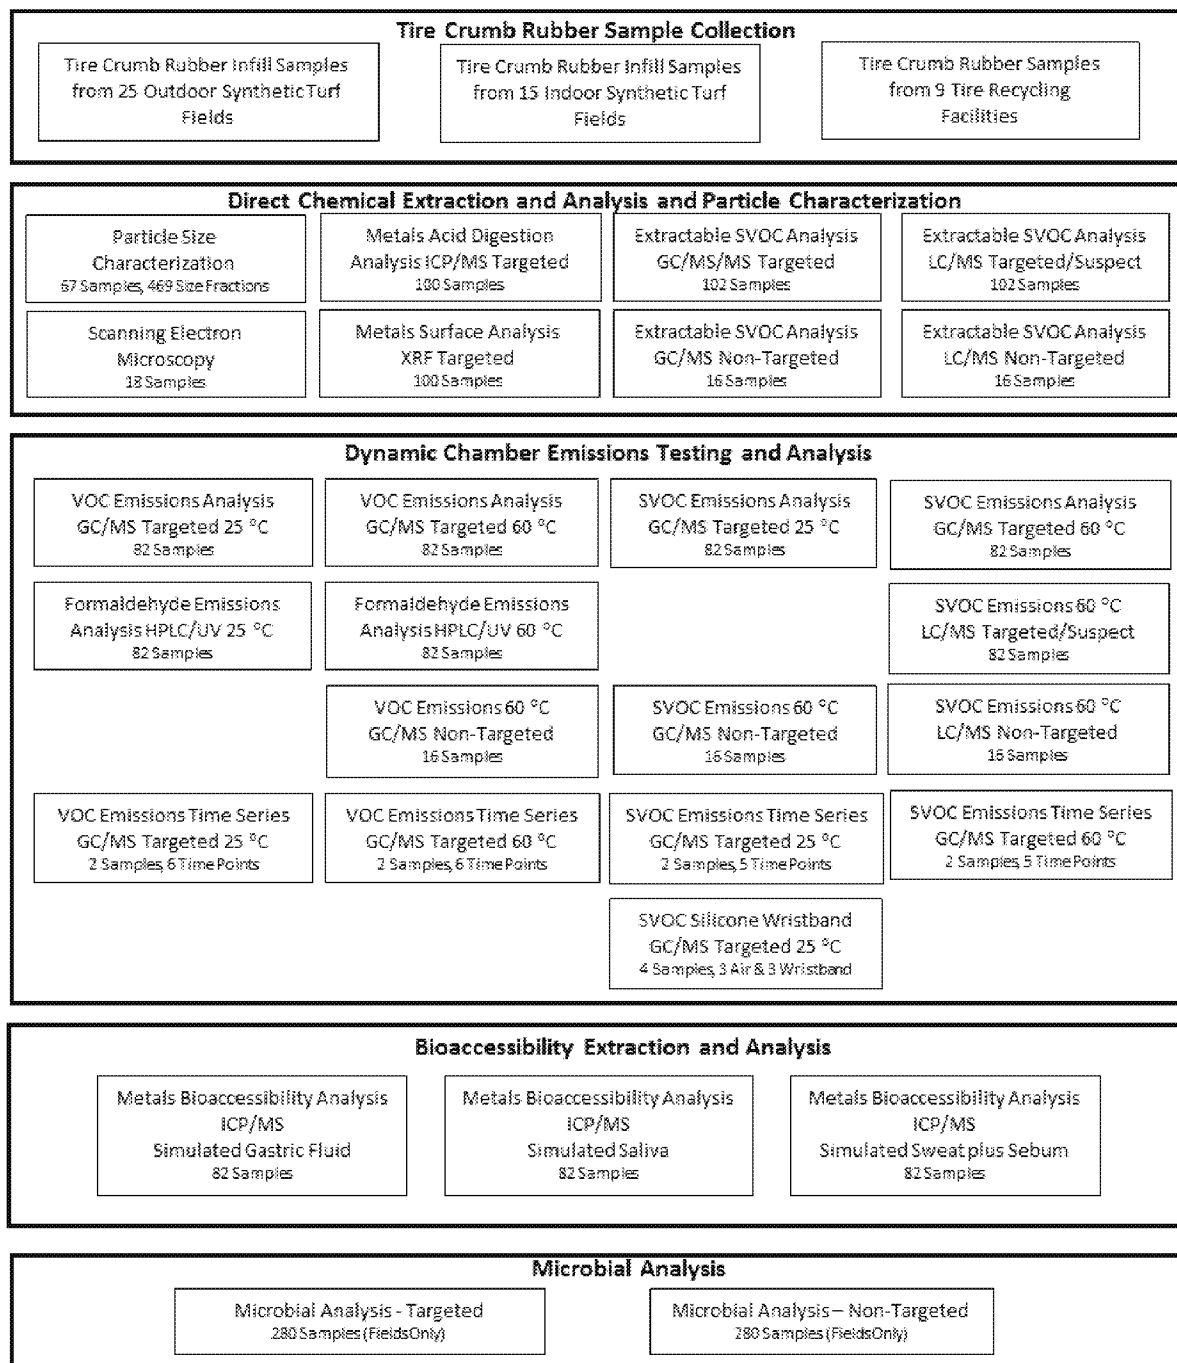 Tire Crumb Rubber Sample Collection
Tire Crumb Rubber Infill Samples
from 25 Outdoor Synthetic Turf
Fields
Tire Crumb Rubber Infill Samples
from 15 Indoor Synthetic Turf
Fields
Tire Crumb Rubber Samples
from 9 Tire Recycling
Facilities
Direct Chemical Extraction and Analysis and Particle Characterization
Particle Size
Characterization
67 Samples, 469 Size Fractions
Metals Acid Digestion
Analysis ICP/MS Targeted
100 Samples
Extractable SVOC Analysis
GC/MS/MS Targeted
102 Samples
Extractable SVOC Analysis
LC/MS Targeted/Suspect
102 Samples
Scanning Electron
Microscopy
18 Samples
Metals Surface Analysis
XRF Targeted
100 Samples
Extractable SVOC Analysis
GC/MS Non-Targeted
16 Samples
Extractable SVOC Analysis
LC/MS Non-Targeted
16 Samples
Dynamic Chamber Emissions Testing and Analysis
VOC Emissions Analysis
GC/MS Targeted 25 °C
82 Samples
VOC Emissions Analysis
GC/MS Targeted 60 °C
82 Samples
SVOC Emissions Analysis
GC/MS Targeted 25 °C
82 Samples
SVOC Emissions Analysis
GC/MS Targeted 60 °C
82 Samples
Formaldehyde Emissions
Analysis HPLC/UV 25 °C
82 Samples
Formaldehyde Emissions
Analysis HPLC/UV 60 °C
82 Samples
SVOC Emissions 60 °C
LC/MS Targeted/Suspect
82 Samples
VOC Emissions 60 °C
GC/MS Non-Targeted
16 Samples
SVOC Emissions 60 °C
GC/MS Non-Targeted
16 Samples
SVOC Emissions 60 °C
LC/MS Non-Targeted
16 Samples
VOC Emissions Time Series
GC/MS Targeted 25 °C
2 Samples, 6 Time Points
VOC Emissions Time Series
GC/MS Targeted 60 °C
2 Samples, 6 Time Points
SVOC Emissions Time Series
GC/MS Targeted 25 °C
2 Samples, 5 Time Points
SVOC Emissions Time Series
GC/MS Targeted 60 °C
2 Samples, 5 Time Points
SVOC Silicone Wristband
GC/MS Targeted 25 °C
4 Samples, 3 Air & 3 Wristband
Bioaccessibility Extraction and Analysis
Metals Bioaccessibility Analysis
ICP/MS
Simulated Gastric Fluid
82 Samples
Metals Bioaccessibility Analysis
ICP/MS
Simulated Saliva
82 Samples
Metals Bioaccessibility Analysis
ICP/MS
Simulated Sweat plus Sebum
82 Samples
Microbial Analysis
Microbial Analysis - Targeted
280 Samples (Fields Only)
Microbial Analysis – Non-Targeted
280 Samples (Fields Only)